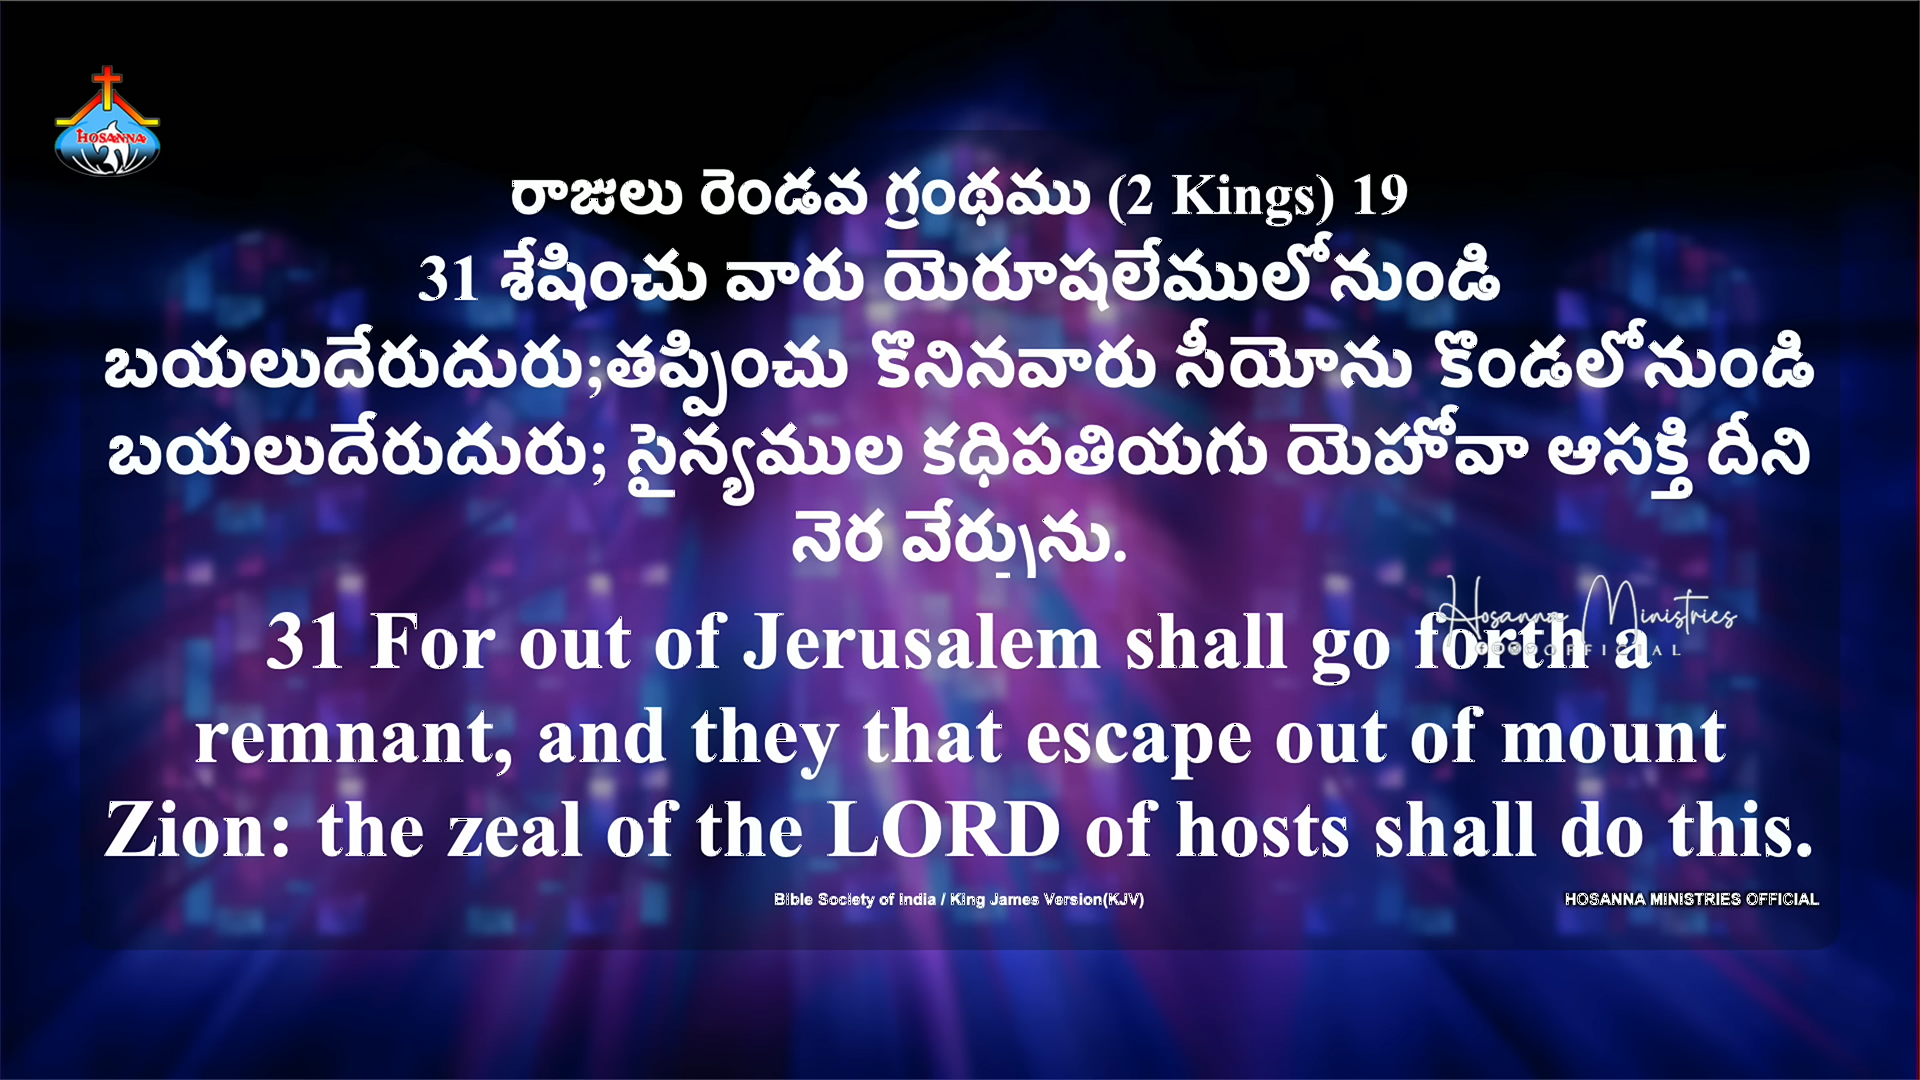 HOSANNA
రాజులు రెండవ గ్రంథము (2 Kings) 19
31 శేషించు వారు యెరూషలేములోనుండి
బయలుదేరుదురు;తప్పించు కొనినవారు సీయోను కొండలోనుండి
బయలుదేరుదురు; సైన్యముల కధిపతియగు యెహోవా ఆసక్తి దీని
నెర వేర్చును.
31 For out of Jerusalem shall go forth a
remnant, and they that escape out of mount
Zion: the zeal of the LORD of hosts shall do this.
Hosanna Ministries
OFFICIAL
Bible Society of India / King James Version(KJV)
HOSANNA MINISTRIES OFFICIAL